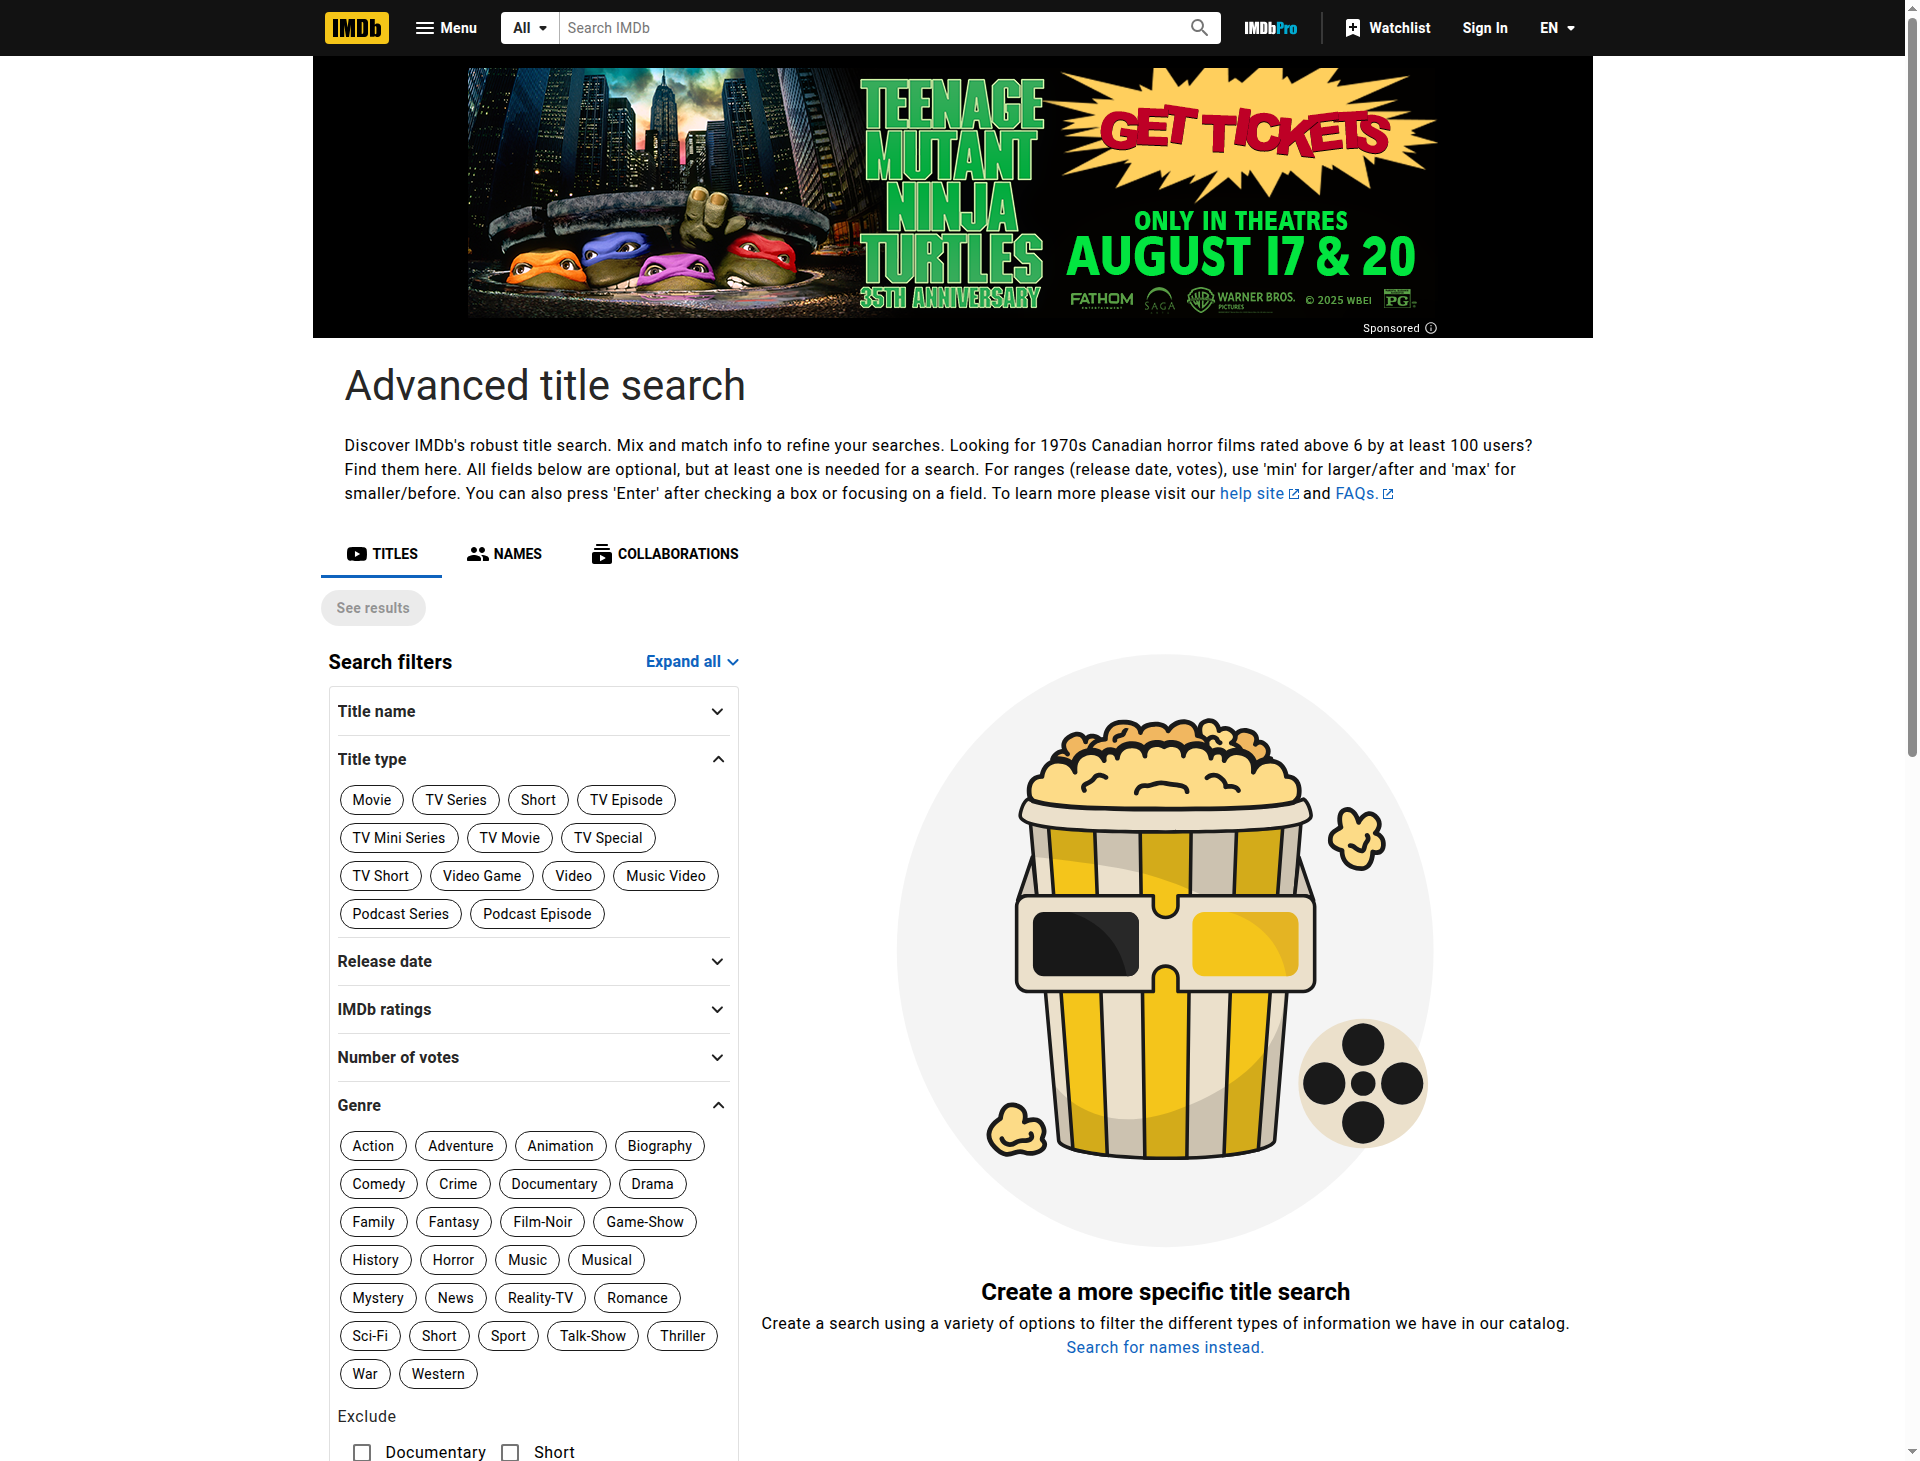 IMDb Menu All Search IMDb IMDbPro Watchlist Sign In EN
TEENAGE
MUTANT
NINJA
TURTLES
35TH ANNIVERSARY
GET TICKETS
ONLY IN THEATRES
AUGUST 17 & 20
FATHOM SAGA WB WARNER BROS. PICTURES © 2025 WBEI PG
Sponsored
Advanced title search
Discover IMDb's robust title search. Mix and match info to refine your searches. Looking for 1970s Canadian horror films rated above 6 by at least 100 users?
Find them here. All fields below are optional, but at least one is needed for a search. For ranges (release date, votes), use 'min' for larger/after and 'max' for
smaller/before. You can also press 'Enter' after checking a box or focusing on a field. To learn more please visit our help site and FAQs.
TITLES NAMES COLLABORATIONS
See results
Search filters Expand all
Title name
Title type
Movie TV Series Short TV Episode
TV Mini Series TV Movie TV Special
TV Short Video Game Video Music Video
Podcast Series Podcast Episode
Release date
IMDb ratings
Number of votes
Genre
Action Adventure Animation Biography
Comedy Crime Documentary Drama
Family Fantasy Film-Noir Game-Show
History Horror Music Musical
Mystery News Reality-TV Romance
Sci-Fi Short Sport Talk-Show Thriller
War Western
Exclude
Documentary Short
Create a more specific title search
Create a search using a variety of options to filter the different types of information we have in our catalog.
Search for names instead.